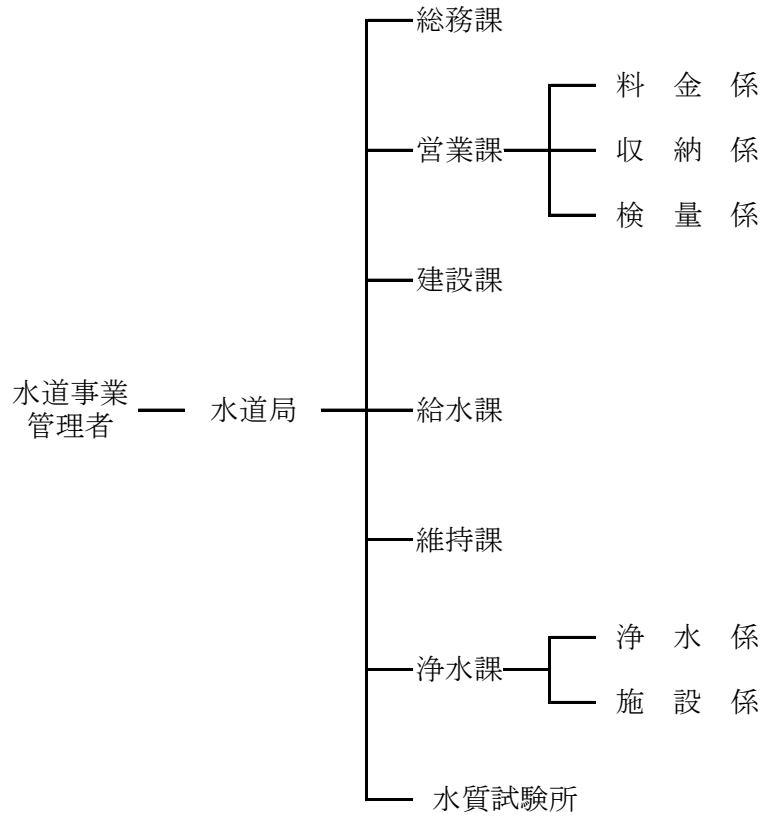 総務課
料金係
営業課
収納係
検量係
建設課
水道事業
管理者
水道局
給水課
維持課
浄水係
浄水課
施設係
水質試験所